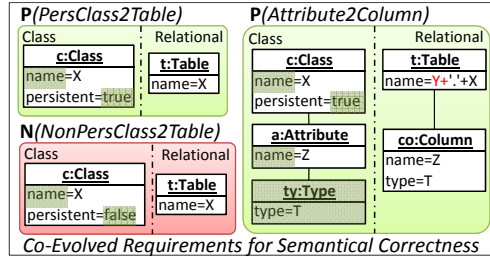 P(PersClass2Table)
Class
Relational
c:Class
name=X
persistent=true
t:Table
name=X
N(NonPersClass2Table)
Class
Relational
c:Class
name=X
persistent=false
t:Table
name=X
P(Attribute2Column)
Class
Relational
c:Class
name=X
persistent=true
a:Attribute
name=Z
ty:Type
type=T
t:Table
name=Y+'.'+X
co:Column
name=Z
type=T
Co-Evolved Requirements for Semantical Correctness